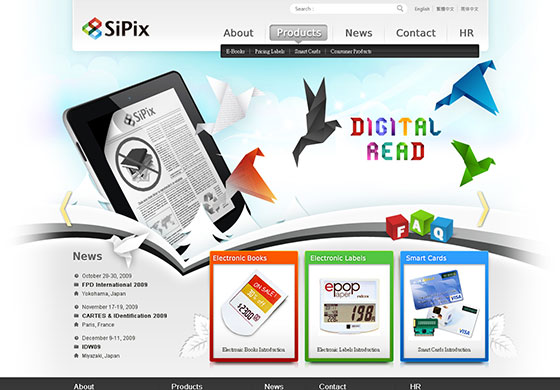 Search :
English | 繁體中文 | 简体中文
SiPix
About Products News Contact HR
E-Books | Pricing Labels | Smart Cards | Consumer Products
SiPix
DIGITAL
READ
FAQ
News
October 28-30, 2009
FPD International 2009
Yokohama, Japan
November 17-19, 2009
CARTES & IDentification 2009
Paris, France
December 9-11, 2009
IDW09
Miyazaki, Japan
Electronic Books
ON SALE!
Electronic Books Introduction
Electronic Labels
epop
paper
198
Electronic Labels Introduction
Smart Cards
VISA
VISA
Smart Cards Introduction
About Products News Contact HR